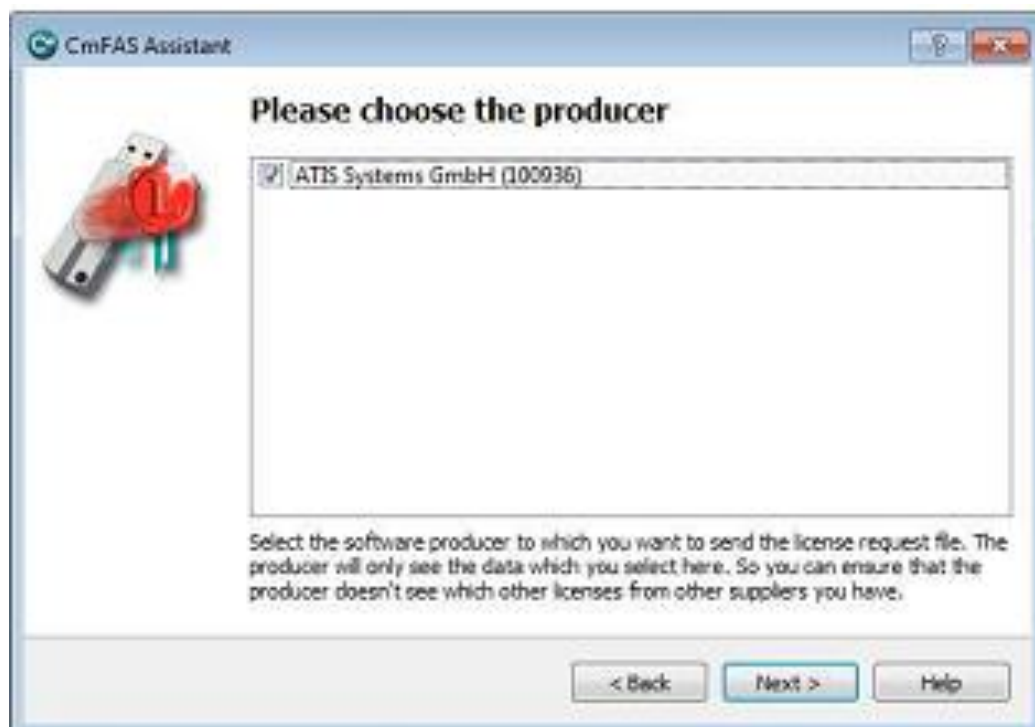 CmFAS Assistant
Please choose the producer
ATIS Systems GmbH (100936)
1
Select the software producer to which you want to send the license request file. The
producer will only see the data which you select here. So you can ensure that the
producer doesn't see which other licenses from other suppliers you have.
< Back Next > Help